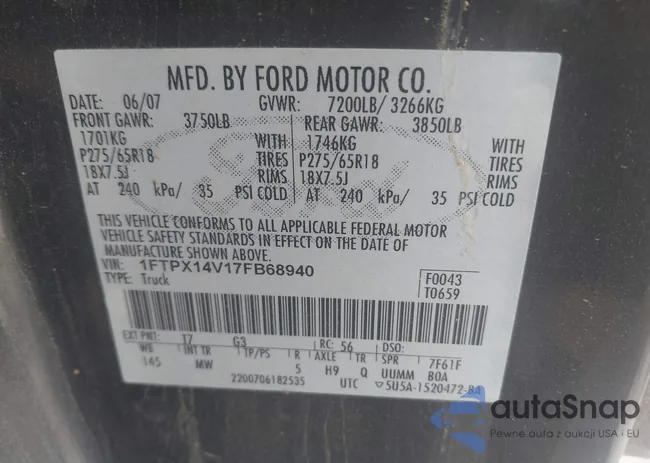 MFD. BY FORD MOTOR CO.
DATE: 06/07 GVWR: 7200LB/ 3266KG
FRONT GAWR: 3750LB REAR GAWR: 3850LB
1701KG WITH 1746KG WITH
P275/65R18 TIRES P275/65R18 TIRES
18X7.5J RIMS 18X7.5J RIMS
AT 240 kPa/ 35 PSI COLD AT 240 kPa/ 35 PSI COLD
THIS VEHICLE CONFORMS TO ALL APPLICABLE FEDERAL MOTOR
VEHICLE SAFETY STANDARDS IN EFFECT ON THE DATE OF
MANUFACTURE SHOWN ABOVE.
VIN: 1FTPX14V17FB68940
TYPE: Truck
F0043
T0659
EXT PNT: T7 G3 RC: 56 DSO:
WB INT TR TP/PS R AXLE TR SPR 7F61F
145 MW 5 H9 Q UUMM BOA
2200706182535 UTC 5U5A-1520472-BA
Ford
autaSnap
Pewne auta z aukcji USA i EU